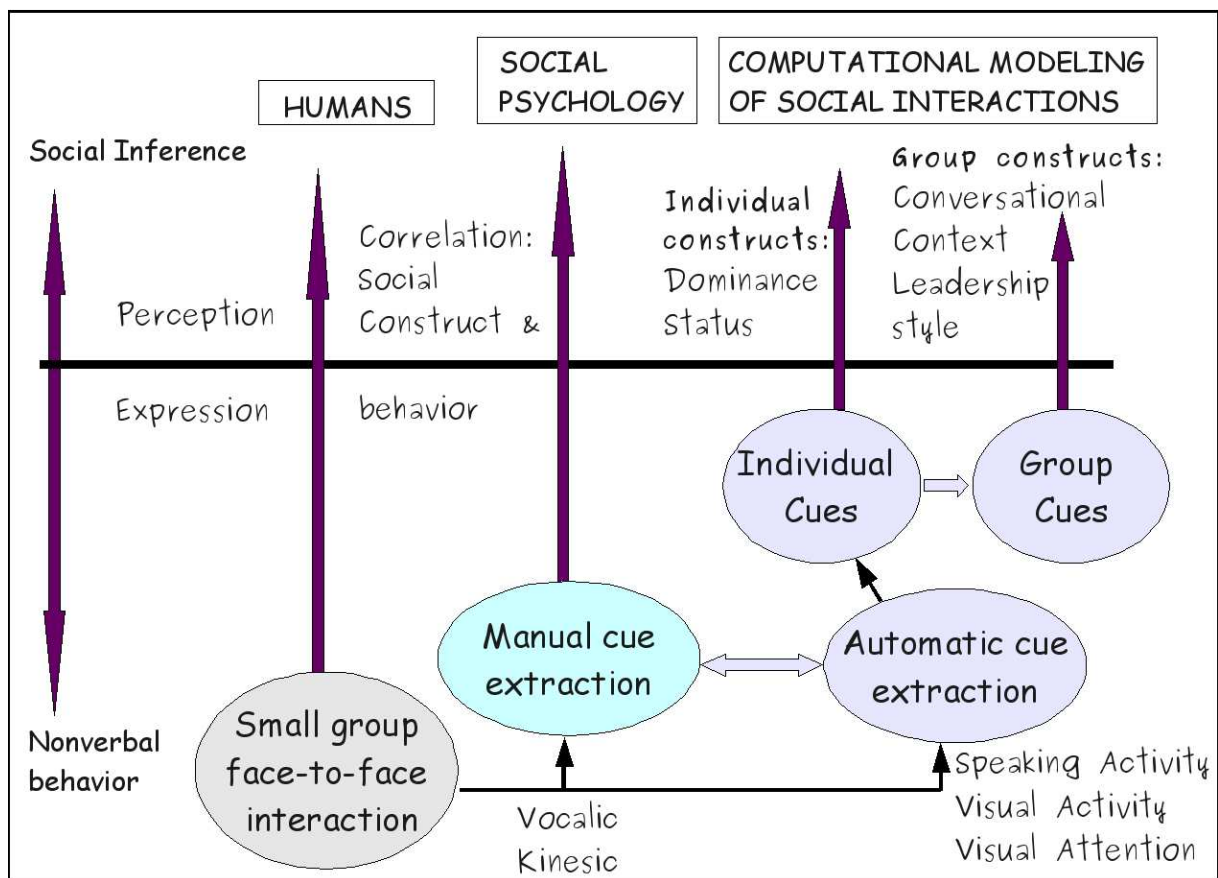 HUMANS
SOCIAL
PSYCHOLOGY
COMPUTATIONAL MODELING
OF SOCIAL INTERACTIONS
Social Inference
Perception
Expression
Nonverbal
behavior
Correlation:
Social
Construct &
behavior
Individual
constructs:
Dominance
Status
Group constructs:
Conversational
Context
Leadership
style
Individual
Cues
Group
Cues
Manual cue
extraction
Automatic cue
extraction
Small group
face-to-face
interaction
Vocalic
Kinesic
Speaking Activity
Visual Activity
Visual Attention